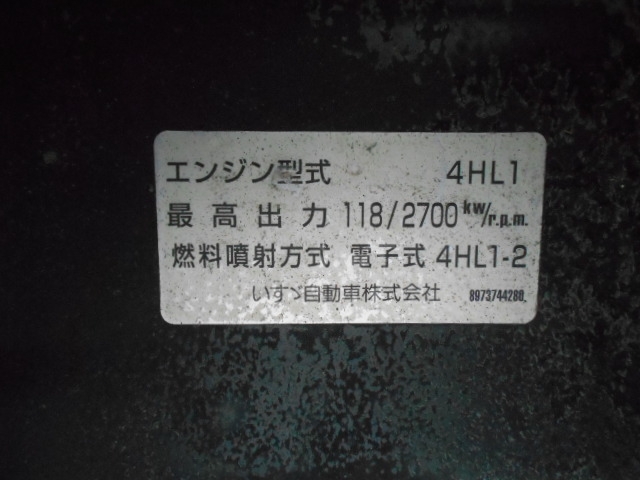 エンジン型式 4HL1
最高出力 118/2700 kw/r.p.m.
燃料噴射方式 電子式 4HL1-2
いすゞ自動車株式会社 8973744280